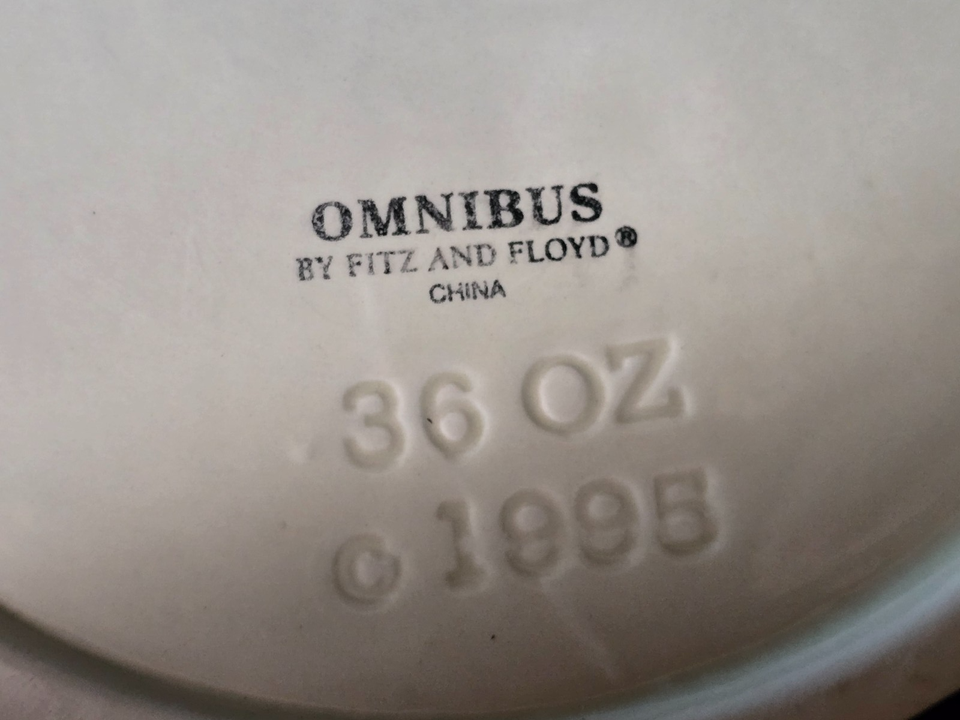 OMNIBUS
BY FITZ AND FLOYD®
CHINA
36 OZ
© 1995